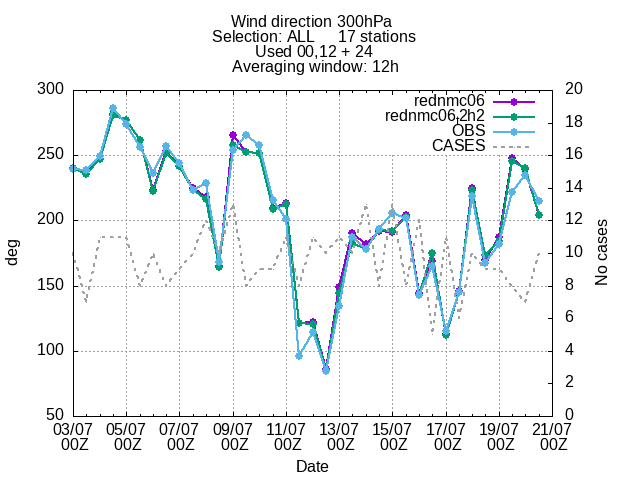 Wind direction 300hPa
Selection: ALL 17 stations
Used 00,12 + 24
Averaging window: 12h
rednmc06
rednmc06,2h2
OBS
CASES
300
250
200
150
100
50
deg
20
18
16
14
12
10
8
6
4
2
0
No cases
03/07 05/07 07/07 09/07 11/07 13/07 15/07 17/07 19/07 21/07
00Z 00Z 00Z 00Z 00Z 00Z 00Z 00Z 00Z 00Z
Date